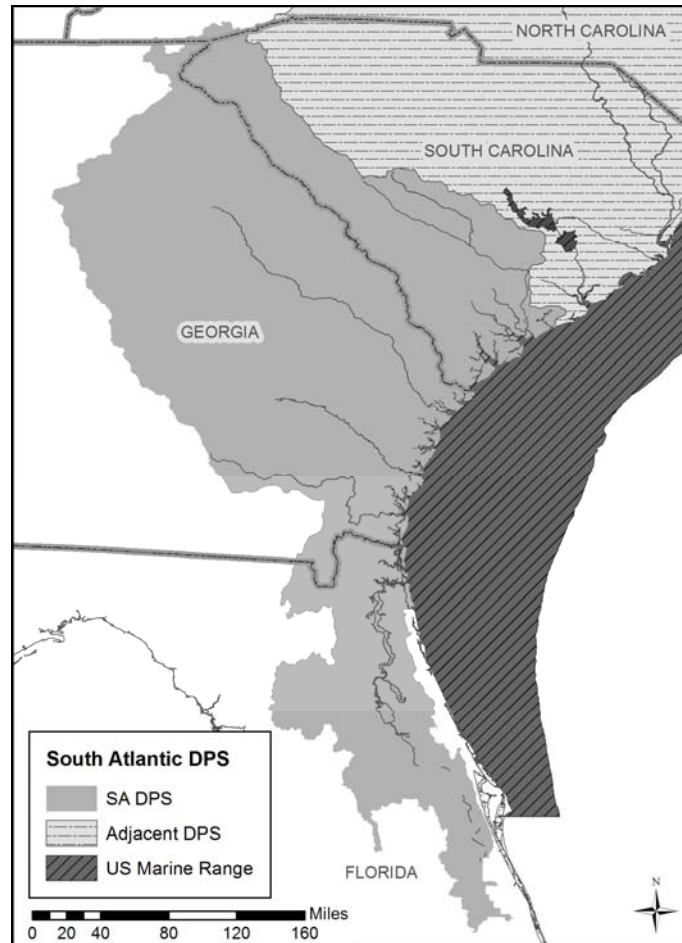 NORTH CAROLINA
SOUTH CAROLINA
GEORGIA
FLORIDA
South Atlantic DPS
SA DPS
Adjacent DPS
US Marine Range
Miles
0 20 40 80 120 160
N